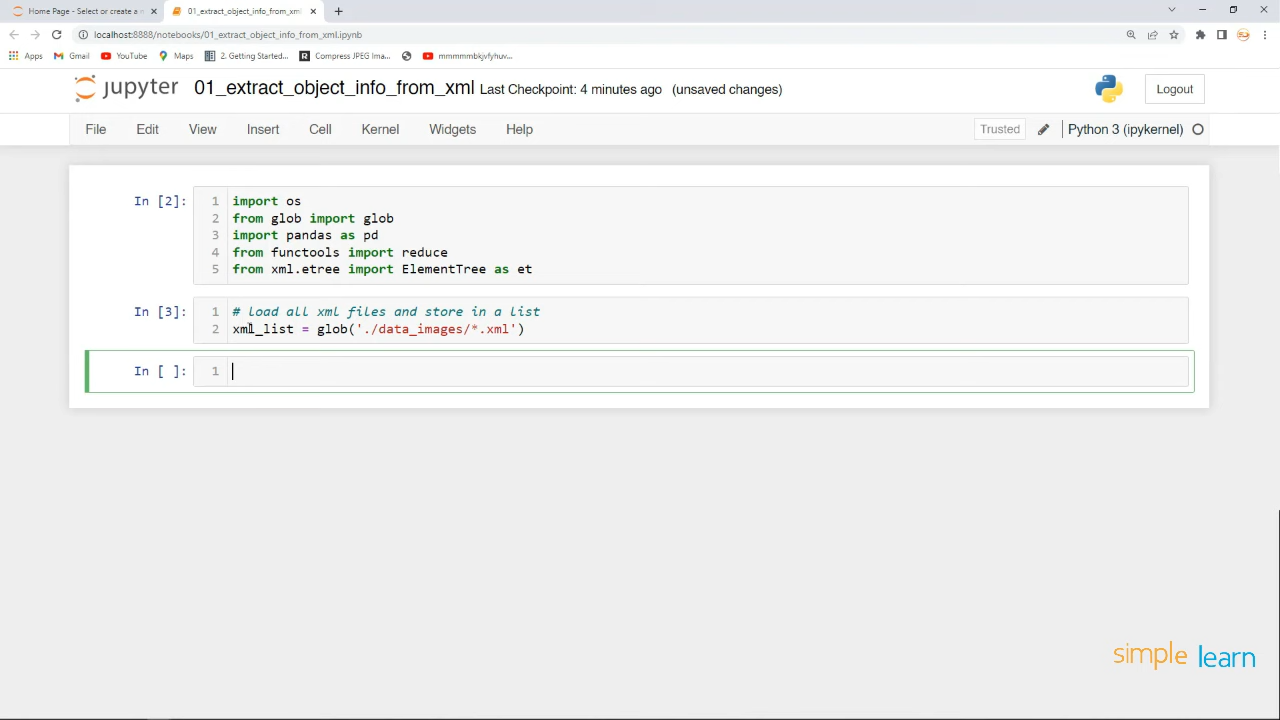 Home Page - Select or create a n
01_extract_object_info_from_xml
localhost:8888/notebooks/01_extract_object_info_from_xml.ipynb
Apps
Gmail
YouTube
Maps
2. Getting Started...
Compress JPEG Ima...
mmmmmbkjvfyhuv...
jupyter
01_extract_object_info_from_xml Last Checkpoint: 4 minutes ago (unsaved changes)
Logout
File Edit View Insert Cell Kernel Widgets Help
Trusted
Python 3 (ipykernel)
In [2]:
1 import os
2 from glob import glob
3 import pandas as pd
4 from functools import reduce
5 from xml.etree import ElementTree as et
In [3]:
1 # load all xml files and store in a list
2 xml_list = glob('./data_images/*.xml')
In [ ]:
1
simplelearn